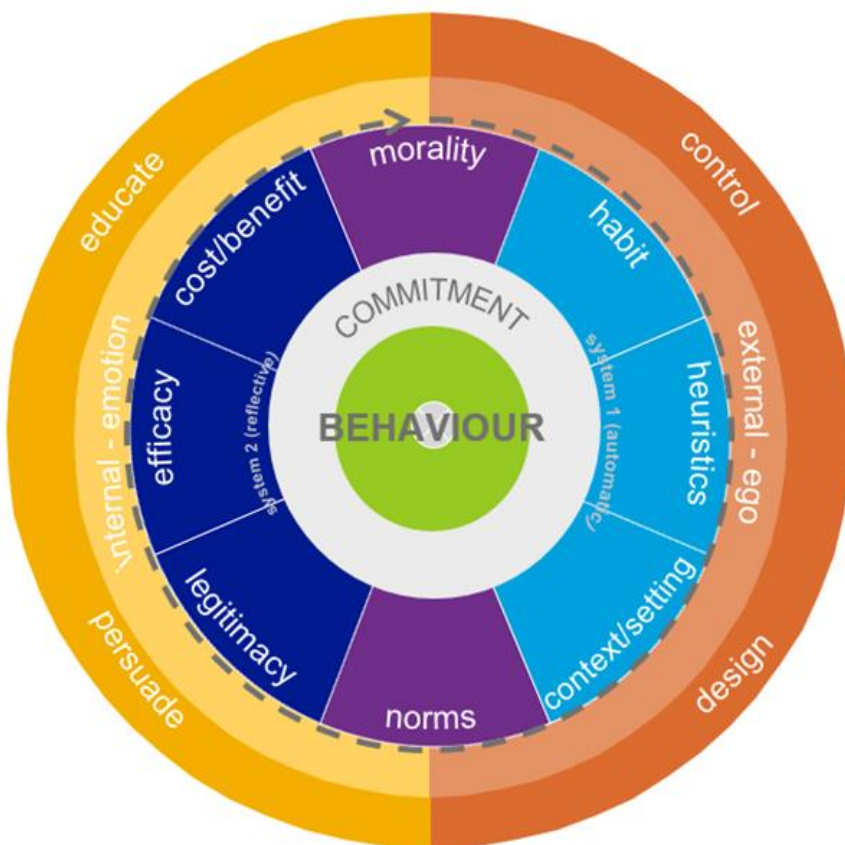 educate
control
persuade
design
internal - emotion
external - ego
morality
habit
heuristics
context/setting
norms
legitimacy
efficacy
cost/benefit
system 2 (reflective)
system 1 (automatic)
COMMITMENT
BEHAVIOUR